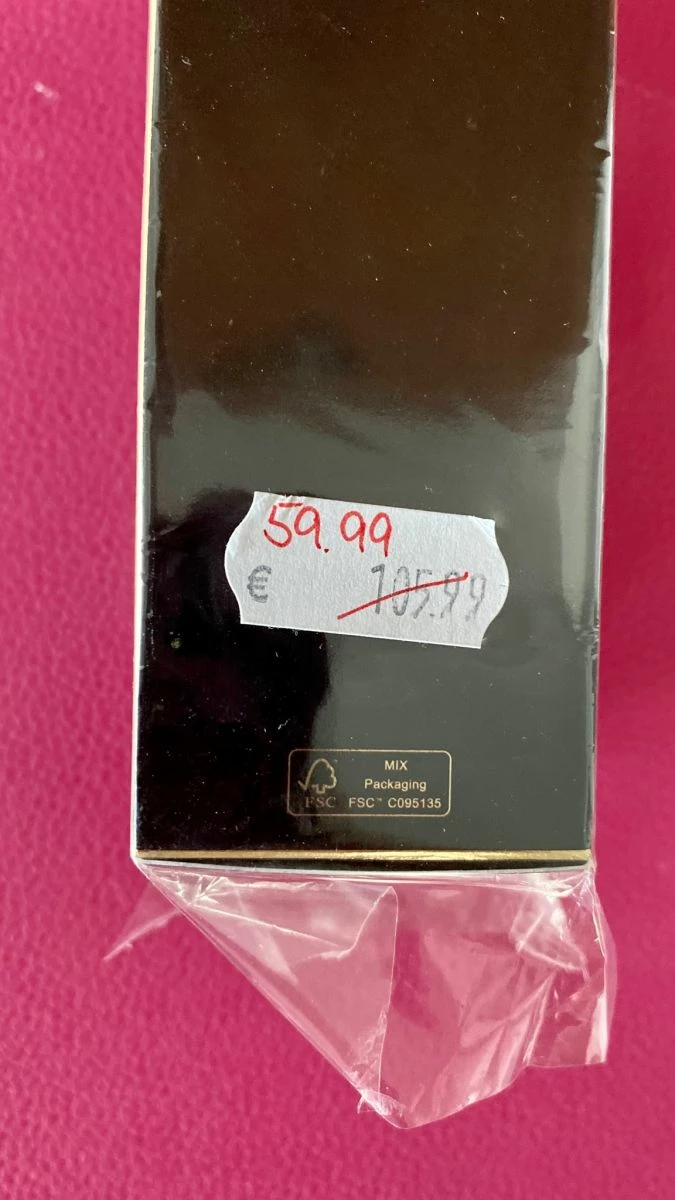 59.99
€ 105.99
MIX
Packaging
FSC FSC™ C095135